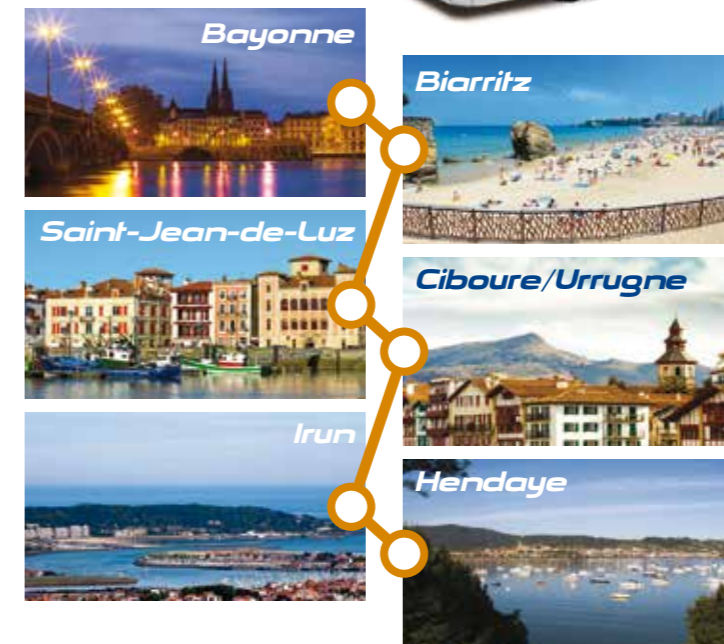 Bayonne
Biarritz
Saint-Jean-de-Luz
Ciboure/Urrugne
Irun
Hendaye